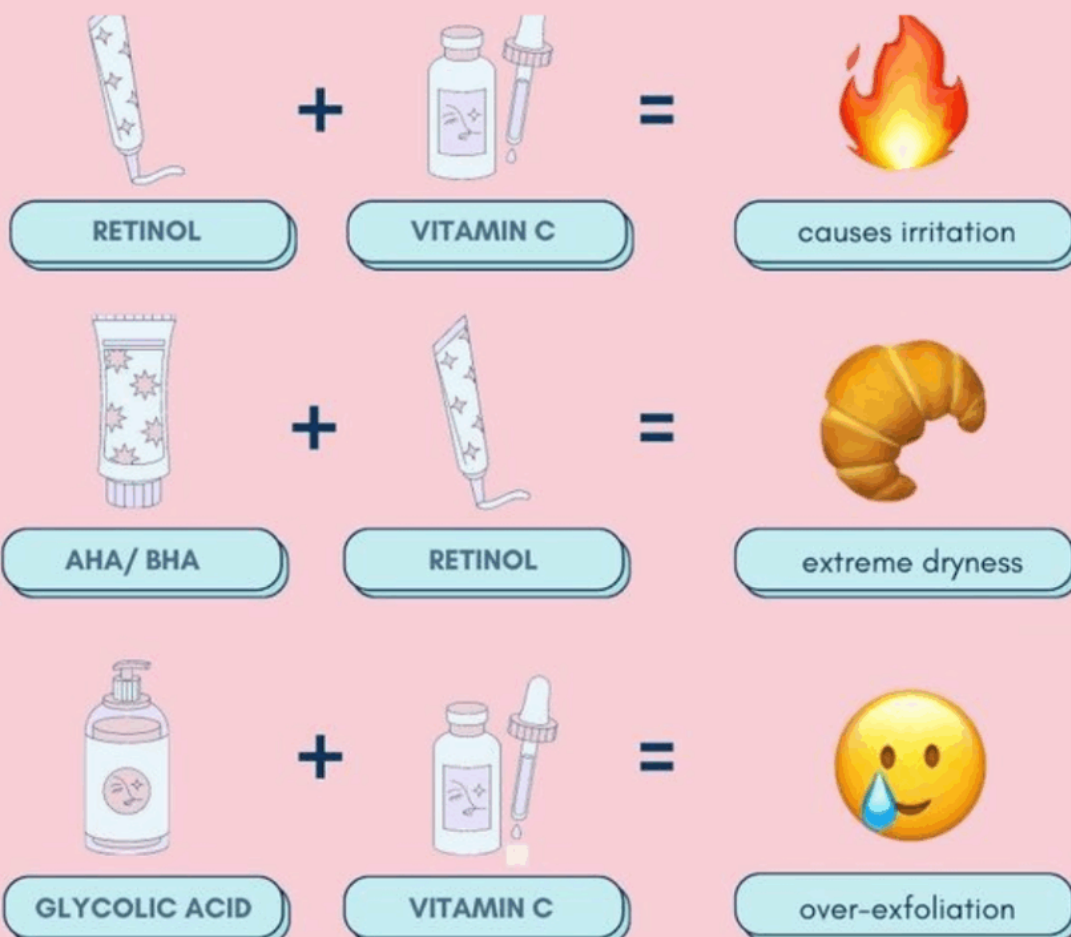 RETINOL + VITAMIN C = causes irritation
AHA/ BHA + RETINOL = extreme dryness
GLYCOLIC ACID + VITAMIN C = over-exfoliation